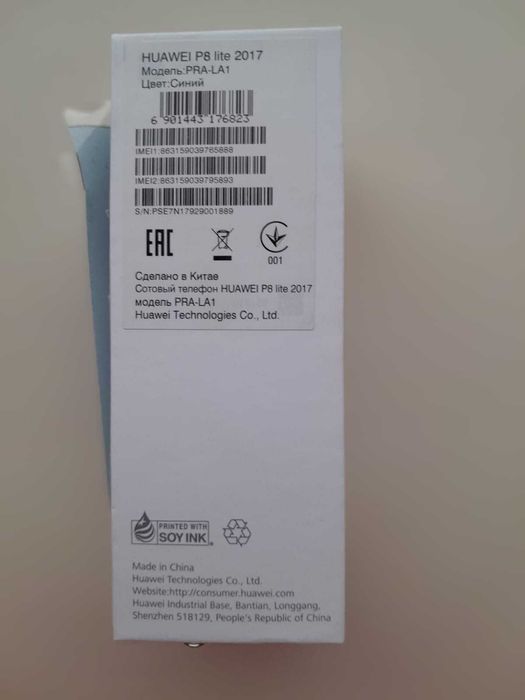 HUAWEI P8 lite 2017
Модель:PRA-LA1
Цвет:Синий
6 901443 176823
IMEI1:863159039765888
IMEI2:863159039795893
S/N:PSE7N17929001889
EAC
001
Сделано в Китае
Сотовый телефон HUAWEI P8 lite 2017
модель PRA-LA1
Huawei Technologies Co., Ltd.
PRINTED WITH
SOY INK
Made in China
Huawei Technologies Co., Ltd.
Website:http://consumer.huawei.com
Huawei Industrial Base, Bantian, Longgang,
Shenzhen 518129, People's Republic of China